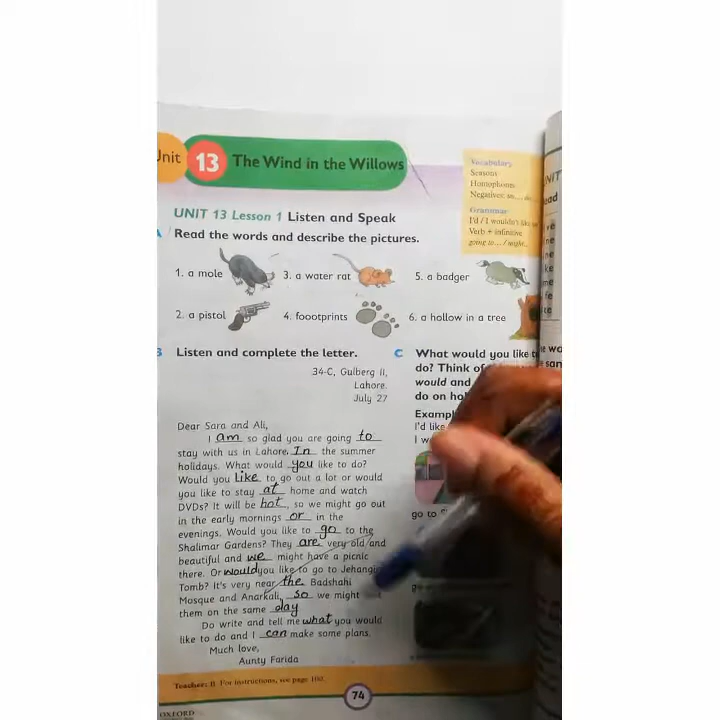 Unit 13 The Wind in the Willows
Vocabulary
Seasons
Homophones
Negatives:
Grammar
I'd / I wouldn't like
Verb + infinitive
going to... / might...
UNIT 13 Lesson 1 Listen and Speak
A Read the words and describe the pictures.
1. a mole 3. a water rat 5. a badger
2. a pistol 4. foootprints 6. a hollow in a tree
B Listen and complete the letter.
34-C, Gulberg II,
Lahore.
July 27
Dear Sara and Ali,
I am so glad you are going to
stay with us in Lahore. In the summer
holidays. What would you like to do?
Would you Like to go out a lot or would
you like to stay at home and watch
DVDs? It will be hot, so we might go out
in the early mornings or in the
evenings. Would you like to go to the
Shalimar Gardens? They are very old and
beautiful and we might have a picnic
there. Or would you like to go to Jehangir
Tomb? It's very near the Badshahi
Mosque and Anarkali, so we might
them on the same day
Do write and tell me what you would
like to do and I can make some plans.
Much love,
Aunty Farida
C What would you like t
do? Think of
would and
do on hol
Exampl
I'd like
I w
go to
Teacher: B For instructions, see page 102.
74
OXFORD